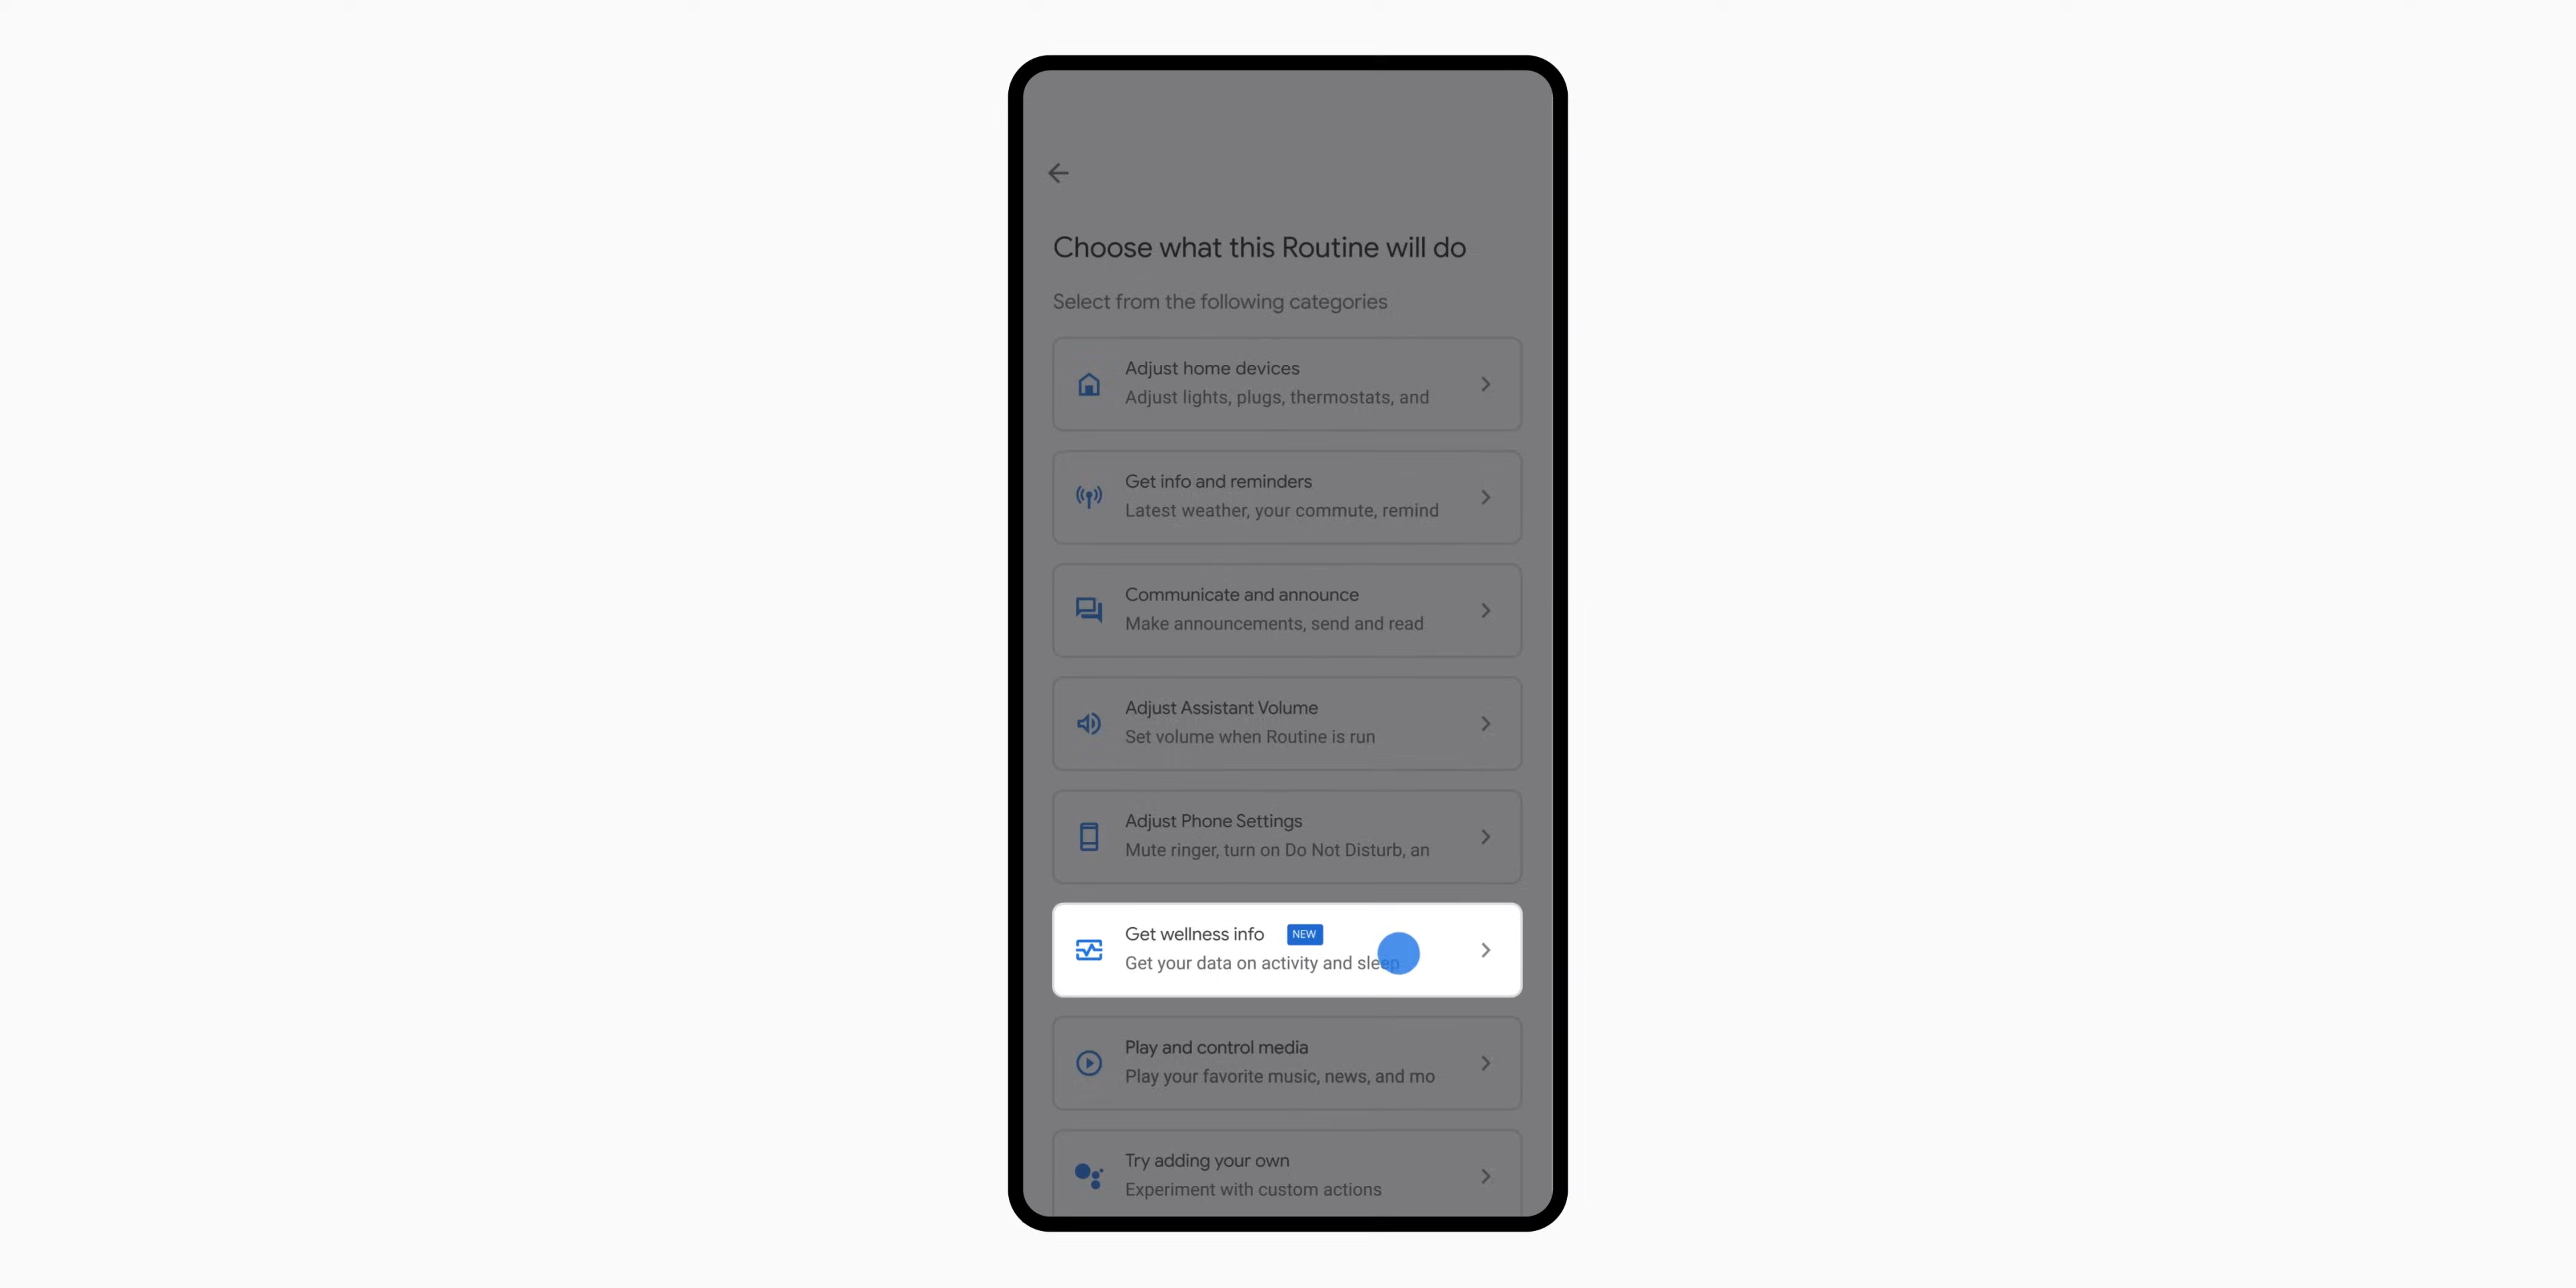 Choose what this Routine will do
Select from the following categories
Adjust home devices
Adjust lights, plugs, thermostats, and
Get info and reminders
Latest weather, your commute, remind
Communicate and announce
Make announcements, send and read
Adjust Assistant Volume
Set volume when Routine is run
Adjust Phone Settings
Mute ringer, turn on Do Not Disturb, an
Get wellness info NEW
Get your data on activity and sleep
Play and control media
Play your favorite music, news, and mo
Try adding your own
Experiment with custom actions